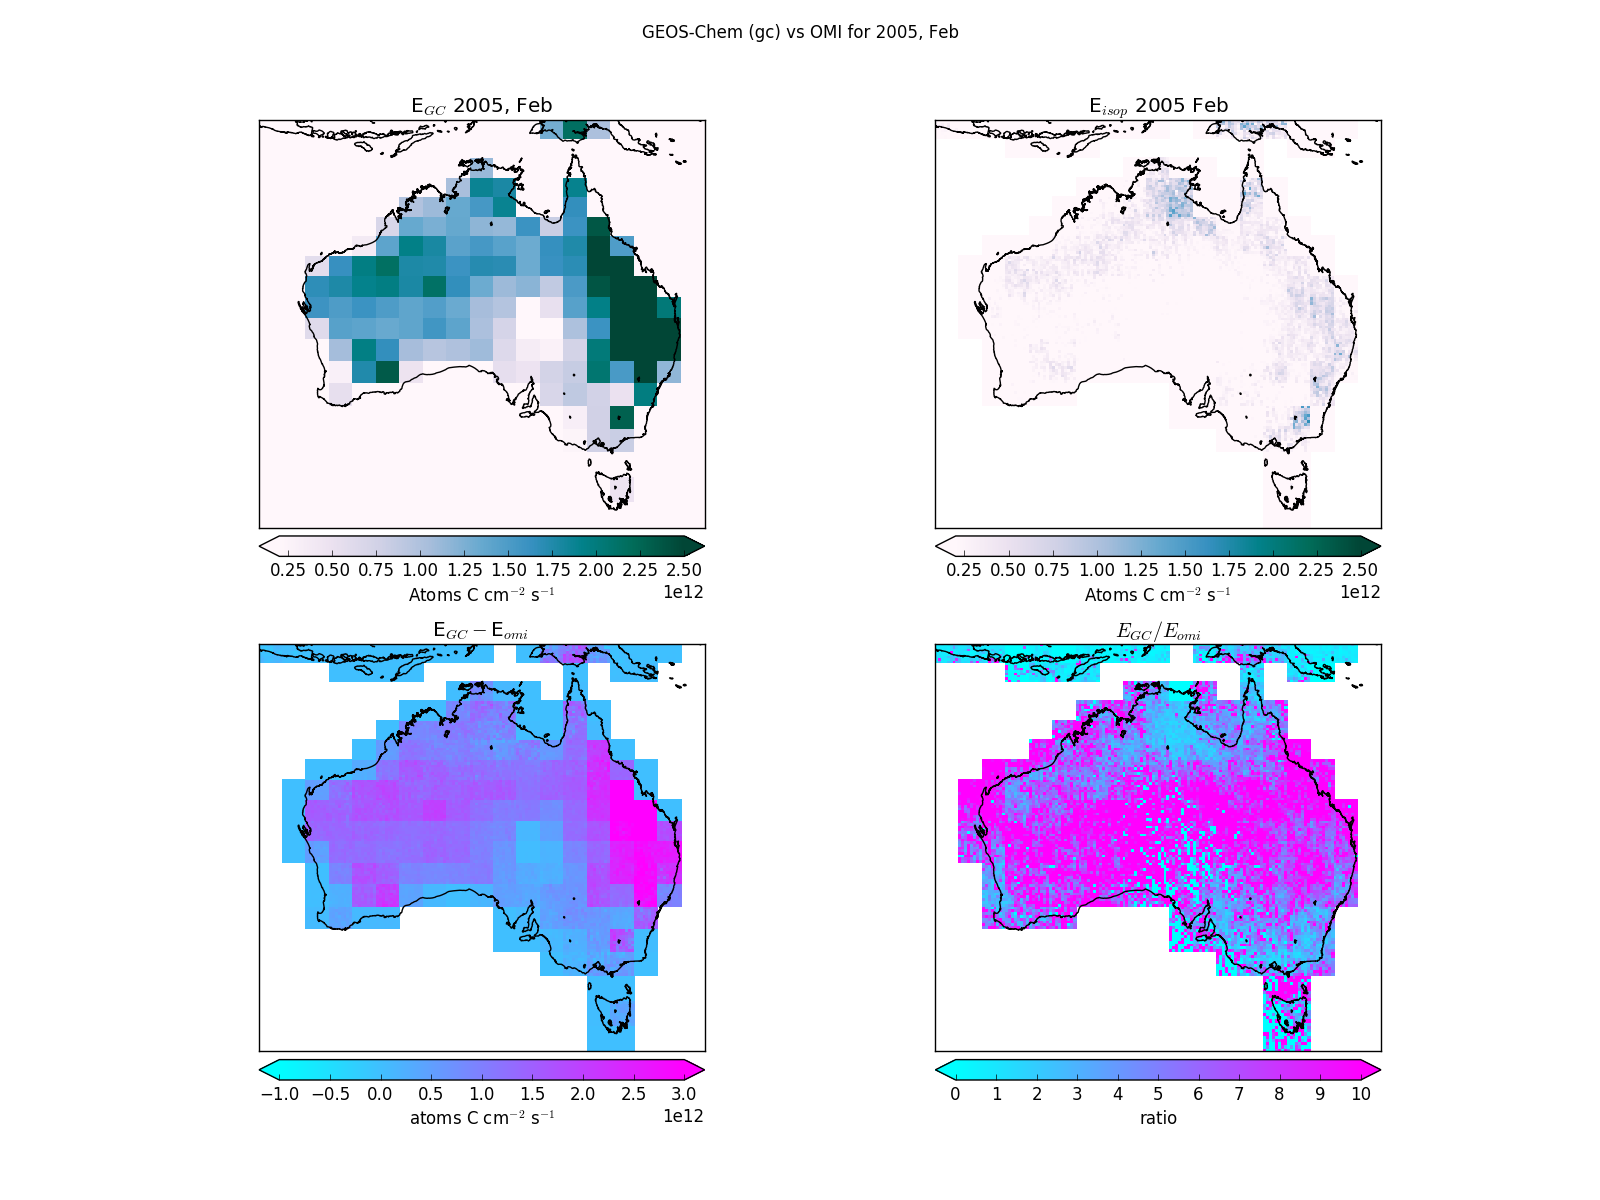 GEOS-Chem (gc) vs OMI for 2005, Feb
E_{GC} 2005, Feb
E_{isop} 2005 Feb
0.25 0.50 0.75 1.00 1.25 1.50 1.75 2.00 2.25 2.50
1e12
Atoms C cm^{-2} s^{-1}
0.25 0.50 0.75 1.00 1.25 1.50 1.75 2.00 2.25 2.50
1e12
Atoms C cm^{-2} s^{-1}
E_{GC} − E_{omi}
E_{GC}/E_{omi}
−1.0 −0.5 0.0 0.5 1.0 1.5 2.0 2.5 3.0
1e12
atoms C cm^{-2} s^{-1}
0 1 2 3 4 5 6 7 8 9 10
ratio